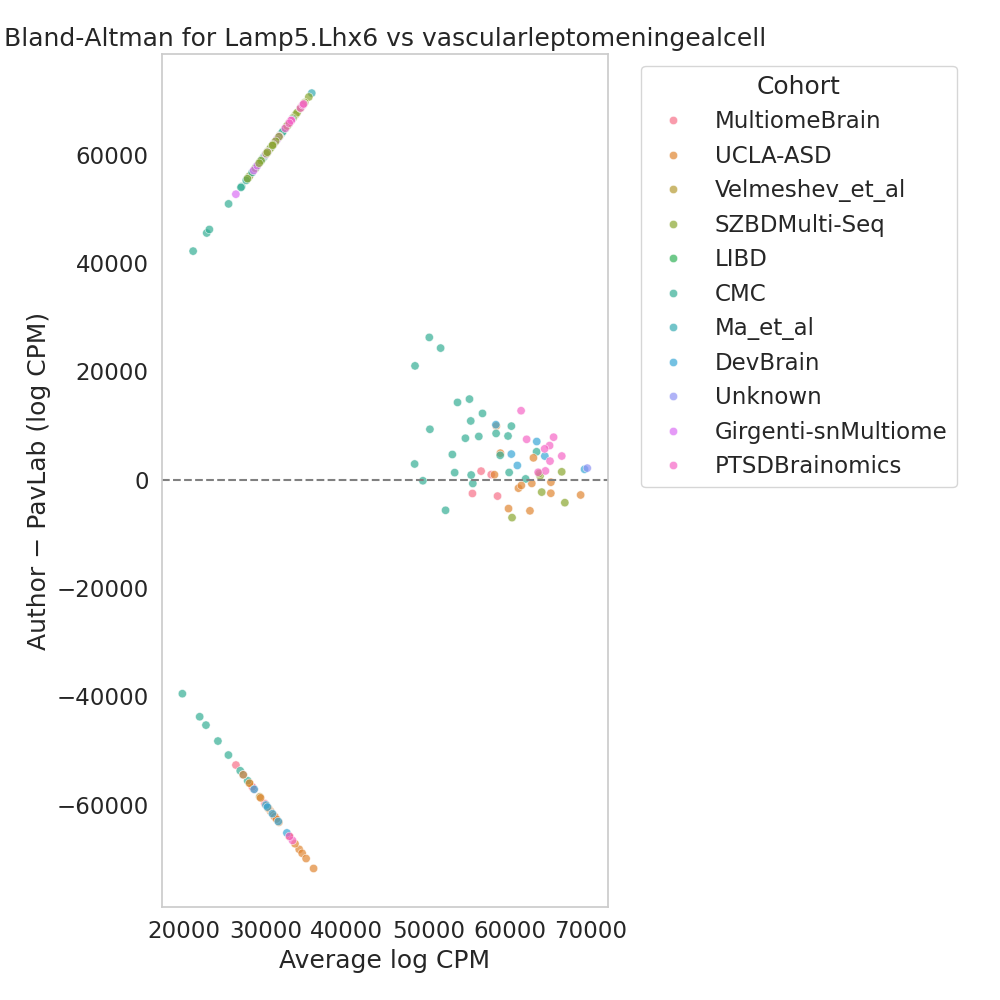 Bland-Altman for Lamp5.Lhx6 vs vascularleptomeningealcell
Author − PavLab (log CPM)
60000
40000
20000
0
−20000
−40000
−60000
20000 30000 40000 50000 60000 70000
Average log CPM
Cohort
MultiomeBrain
UCLA-ASD
Velmeshev_et_al
SZBDMulti-Seq
LIBD
CMC
Ma_et_al
DevBrain
Unknown
Girgenti-snMultiome
PTSDBrainomics